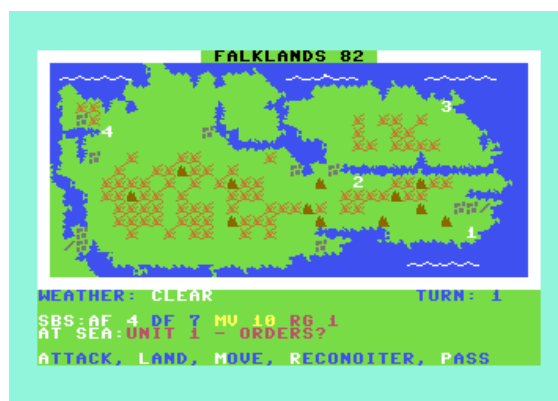 FALKLANDS 82
3
4
2
1
WEATHER: CLEAR TURN: 1
SBS:AF 4 DF 7 MV 10 RG 1
AT SEA:UNIT 1 - ORDERS?
ATTACK, LAND, MOVE, RECONOITER, PASS